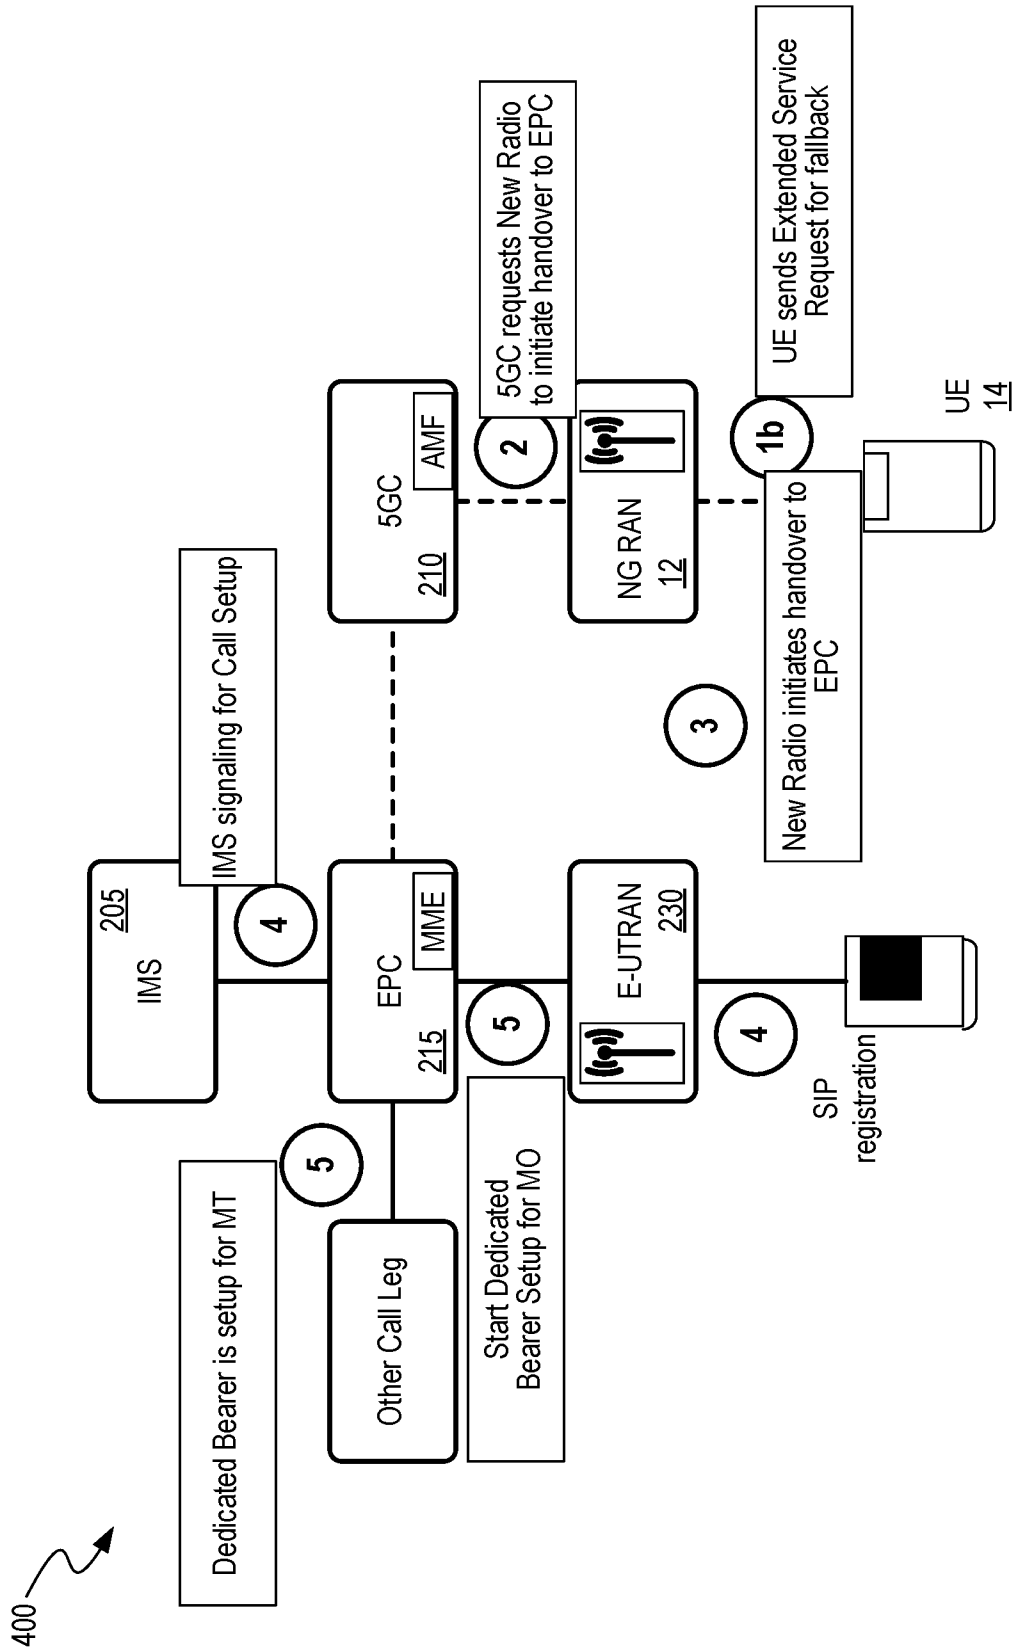 400
Dedicated Bearer is setup for MT
5
IMS
205
4
IMS signaling for Call Setup
Other Call Leg
EPC
215
MME
5GC
210
AMF
Start Dedicated
Bearer Setup for MO
5
2
5GC requests New Radio
to initiate handover to EPC
E-UTRAN
230
NG RAN
12
4
3
1b
UE sends Extended Service
Request for fallback
New Radio initiates handover to
EPC
SIP
registration
UE
14